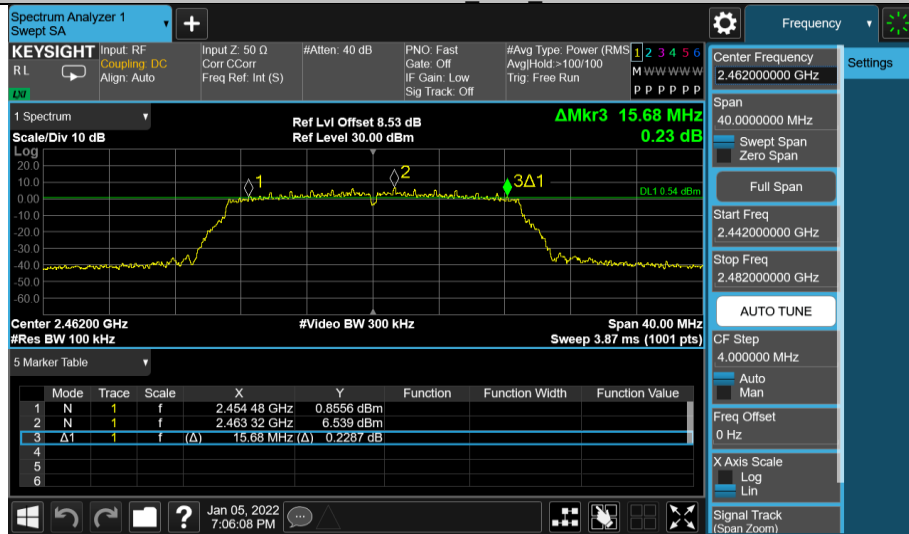 Spectrum Analyzer 1
Swept SA
Frequency
KEYSIGHT
R L
LXI
Input: RF
Coupling: DC
Align: Auto
Input Z: 50 Ω
Corr CCorr
Freq Ref: Int (S)
#Atten: 40 dB
PNO: Fast
Gate: Off
IF Gain: Low
Sig Track: Off
#Avg Type: Power (RMS
Avg|Hold:>100/100
Trig: Free Run
1 2 3 4 5 6
M W W W W W
P P P P P P
1 Spectrum
Scale/Div 10 dB
Ref Lvl Offset 8.53 dB
Ref Level 30.00 dBm
ΔMkr3 15.68 MHz
0.23 dB
Log
20.0
10.0
0.00
-10.0
-20.0
-30.0
-40.0
-50.0
-60.0
1
2
3Δ1
DL1 0.54 dBm
Center 2.46200 GHz
#Res BW 100 kHz
#Video BW 300 kHz
Span 40.00 MHz
Sweep 3.87 ms (1001 pts)
5 Marker Table
Mode Trace Scale X Y Function Function Width Function Value
1 N 1 f 2.454 48 GHz 0.8556 dBm
2 N 1 f 2.463 32 GHz 6.539 dBm
3 Δ1 1 f (Δ) 15.68 MHz (Δ) 0.2287 dB
4
5
6
?
Jan 05, 2022
7:06:08 PM
Center Frequency
2.462000000 GHz
Span
40.0000000 MHz
Swept Span
Zero Span
Full Span
Start Freq
2.442000000 GHz
Stop Freq
2.482000000 GHz
AUTO TUNE
CF Step
4.000000 MHz
Auto
Man
Freq Offset
0 Hz
X Axis Scale
Log
Lin
Signal Track
(Span Zoom)
Settings